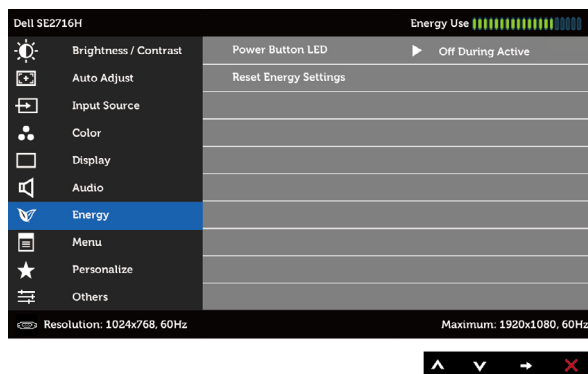 Dell SE2716H
Energy Use
Brightness / Contrast
Auto Adjust
Input Source
Color
Display
Audio
Energy
Menu
Personalize
Others
Power Button LED
Off During Active
Reset Energy Settings
Resolution: 1024x768, 60Hz
Maximum: 1920x1080, 60Hz